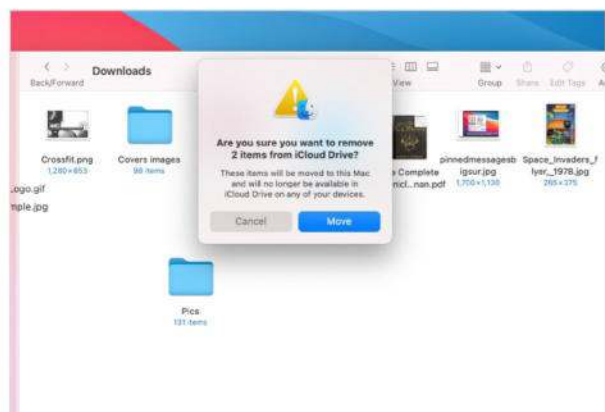 Downloads
Back/Forward
View
Group
Share
Edit Tags
Are you sure you want to remove
2 items from iCloud Drive?
These items will be moved to this Mac
and will no longer be available in
iCloud Drive on any of your devices.
Cancel
Move
Crossfit.png
1,280×853
Covers images
98 items
Complete
nan.pdf
pinnedmessagesb
igsur.jpg
1,700×1,130
Space_Invaders_f
lyer,_1978.jpg
265×375
.ogo.gif
mple.jpg
Pics
131 items